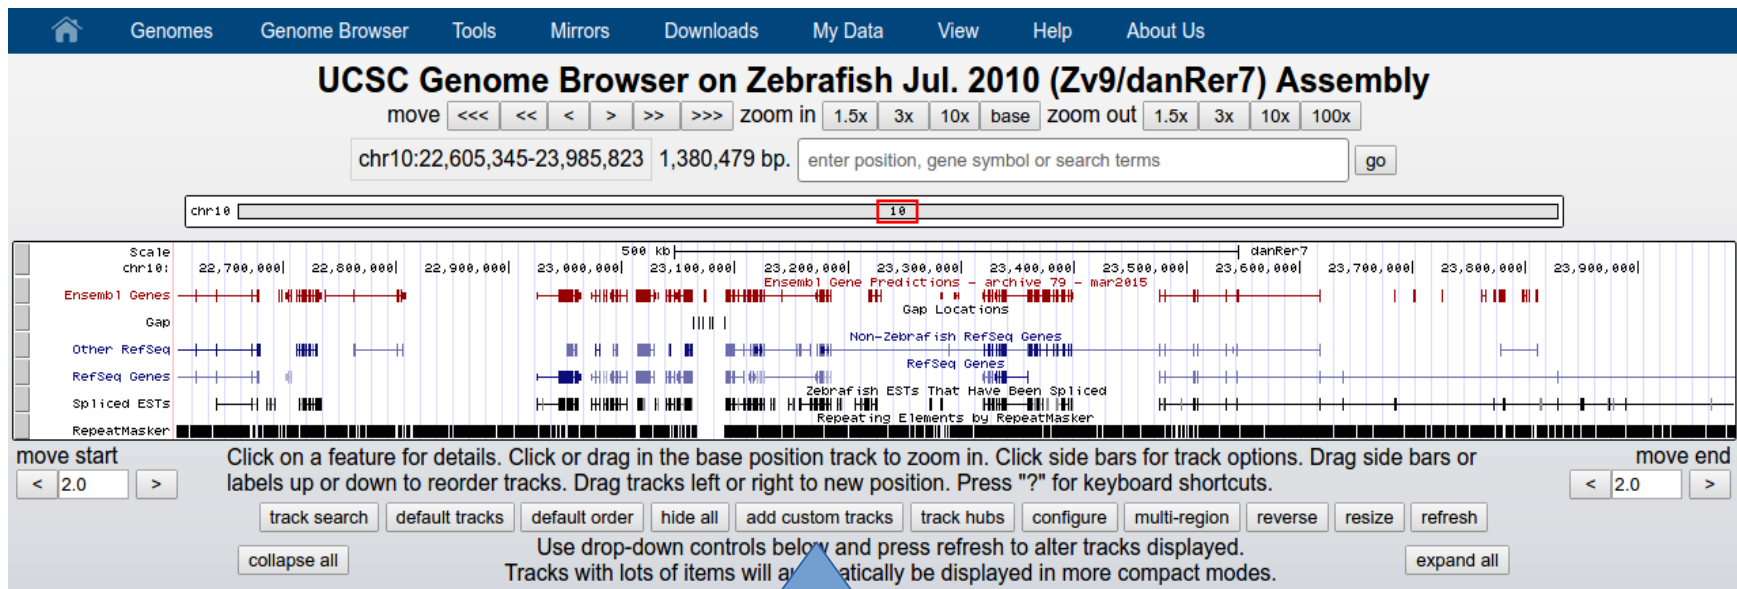 Genomes Genome Browser Tools Mirrors Downloads My Data View Help About Us
UCSC Genome Browser on Zebrafish Jul. 2010 (Zv9/danRer7) Assembly
move <<< << < > >> >>> zoom in 1.5x 3x 10x base zoom out 1.5x 3x 10x 100x
chr10:22,605,345-23,985,823 1,380,479 bp. enter position, gene symbol or search terms go
chr10 10
Scale 500 kb danRer7
chr10: 22,700,000 22,800,000 22,900,000 23,000,000 23,100,000 23,200,000 23,300,000 23,400,000 23,500,000 23,600,000 23,700,000 23,800,000 23,900,000
Ensembl Gene Predictions - archive 79 - mar2015
Ensembl Genes
Gap Locations
Gap
Non-Zebrafish RefSeq Genes
Other RefSeq
RefSeq Genes
RefSeq Genes
Zebrafish ESTs That Have Been Spliced
Spliced ESTs
Repeating Elements by RepeatMasker
RepeatMasker
move start Click on a feature for details. Click or drag in the base position track to zoom in. Click side bars for track options. Drag side bars or move end
< 2.0 > labels up or down to reorder tracks. Drag tracks left or right to new position. Press "?" for keyboard shortcuts. < 2.0 >
track search default tracks default order hide all add custom tracks track hubs configure multi-region reverse resize refresh
collapse all Use drop-down controls below and press refresh to alter tracks displayed. expand all
Tracks with lots of items will be displayed in more compact modes.